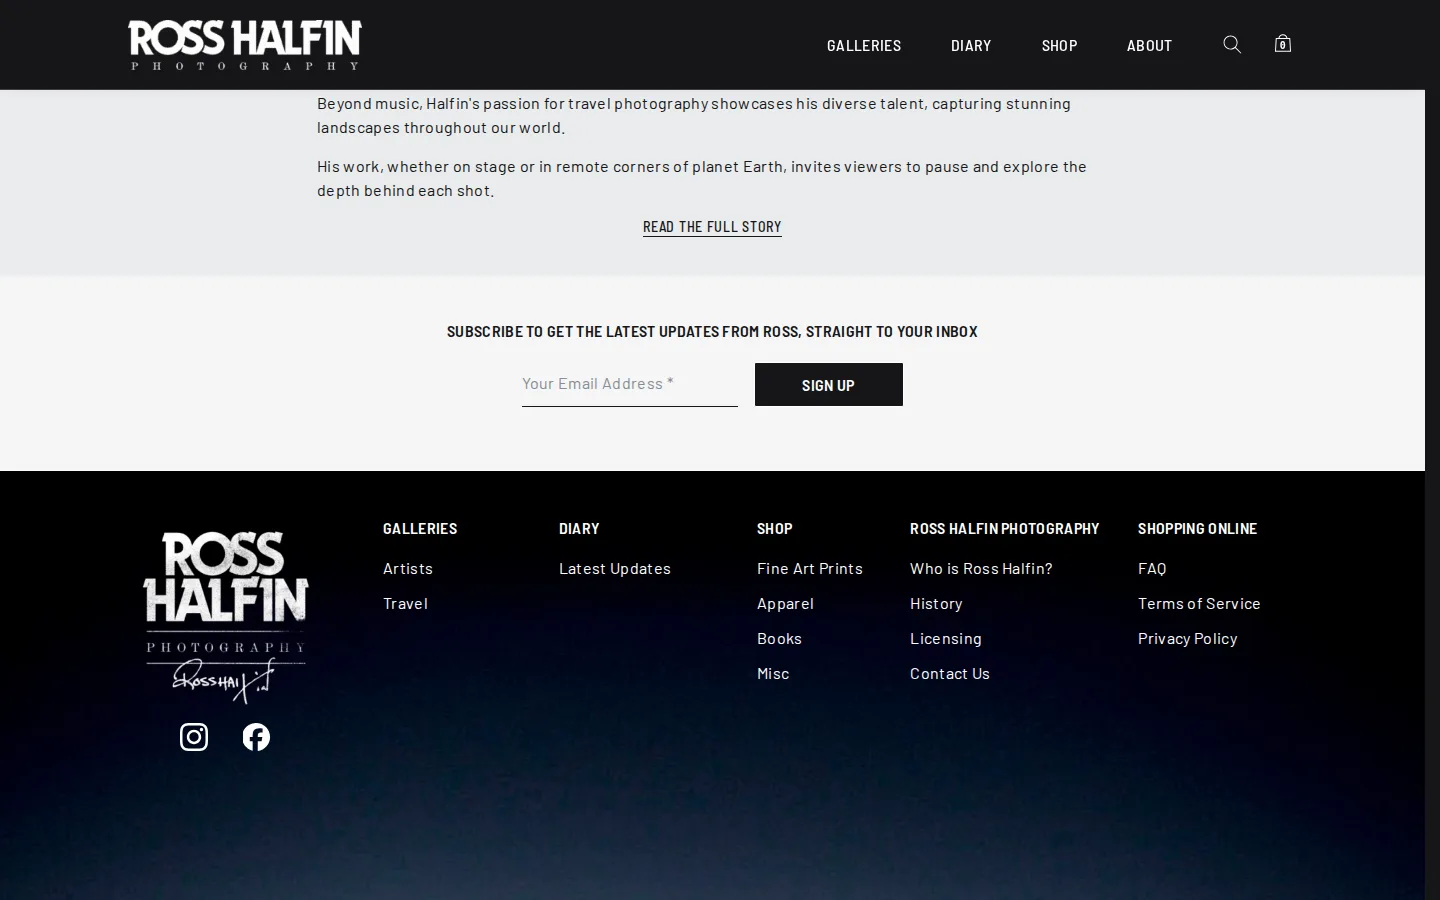 ROSS HALFIN
PHOTOGRAPHY
GALLERIES
DIARY
SHOP
ABOUT
0
Beyond music, Halfin's passion for travel photography showcases his diverse talent, capturing stunning
landscapes throughout our world.
His work, whether on stage or in remote corners of planet Earth, invites viewers to pause and explore the
depth behind each shot.
READ THE FULL STORY
SUBSCRIBE TO GET THE LATEST UPDATES FROM ROSS, STRAIGHT TO YOUR INBOX
Your Email Address *
SIGN UP
ROSS
HALFIN
PHOTOGRAPHY
Ross Halfin
GALLERIES
Artists
Travel
DIARY
Latest Updates
SHOP
Fine Art Prints
Apparel
Books
Misc
ROSS HALFIN PHOTOGRAPHY
Who is Ross Halfin?
History
Licensing
Contact Us
SHOPPING ONLINE
FAQ
Terms of Service
Privacy Policy